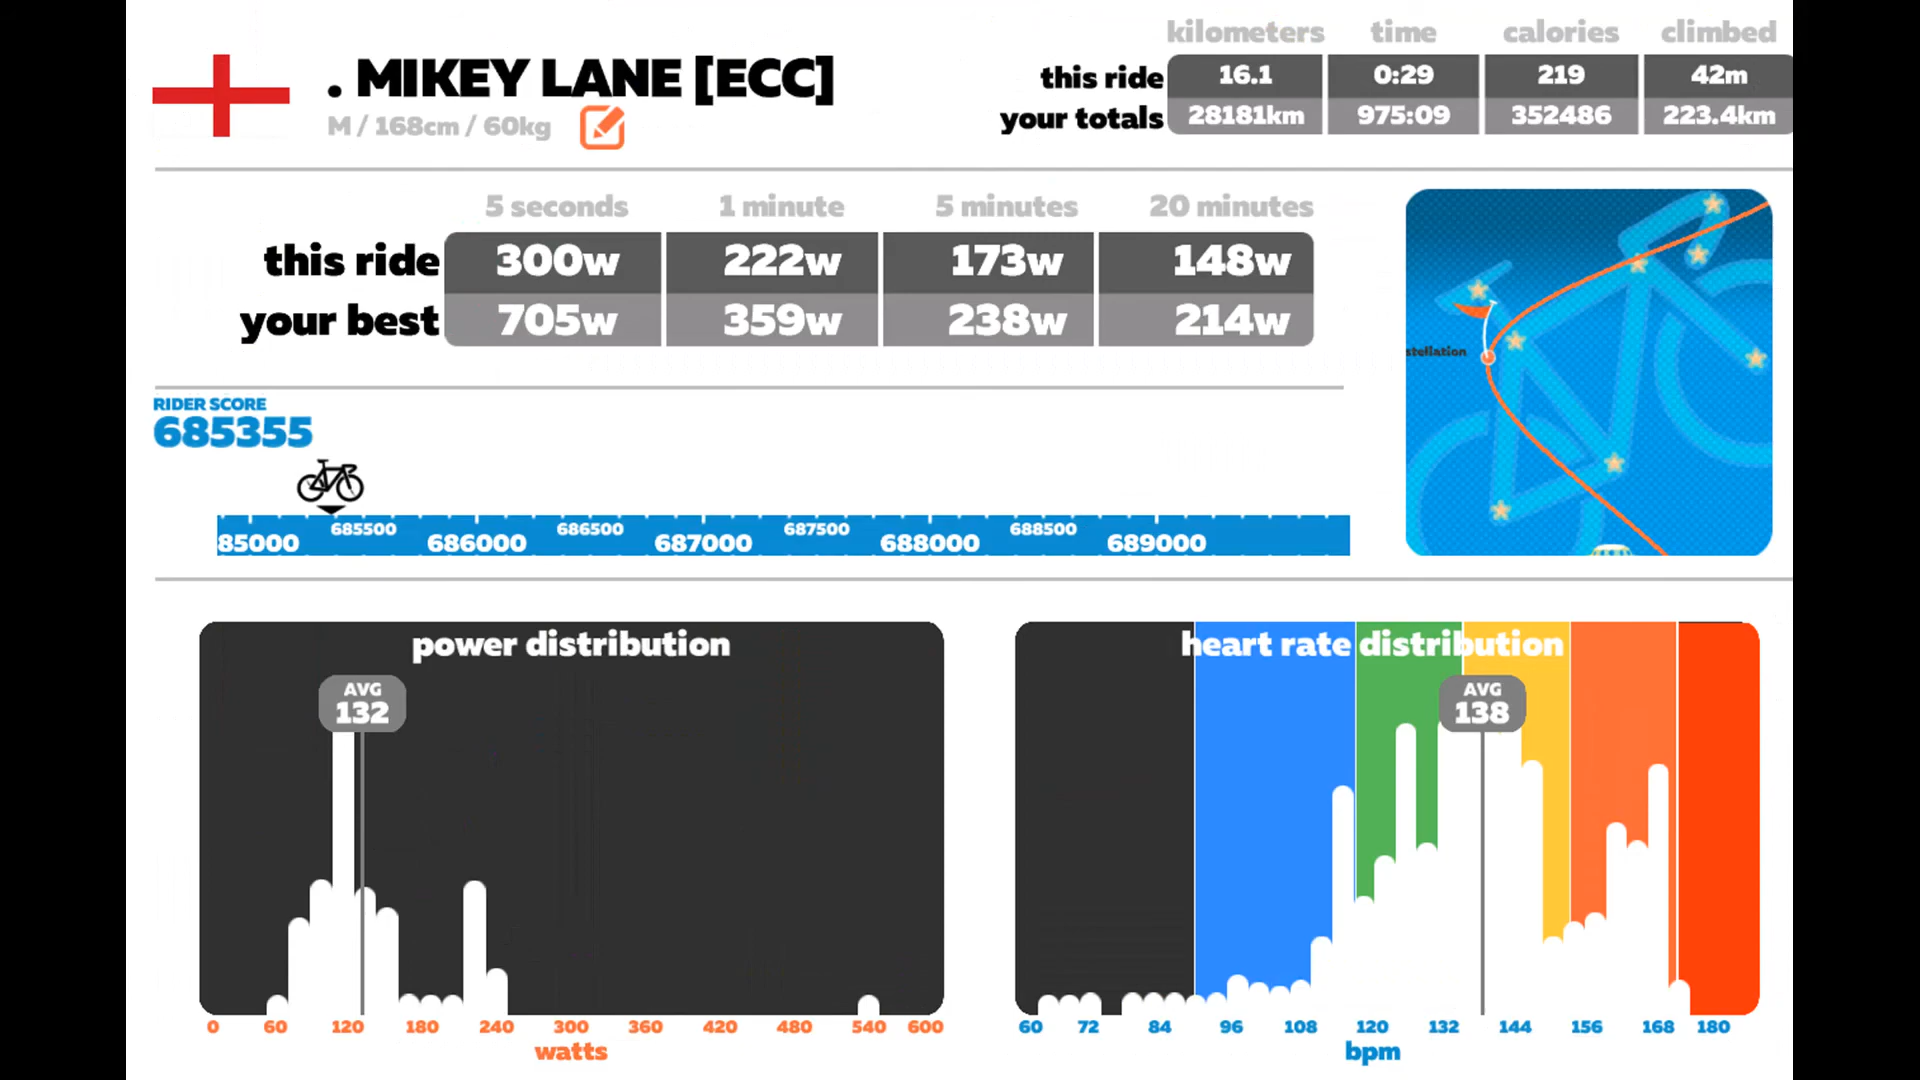 kilometers time calories climbed
. MIKEY LANE [ECC]
this ride 16.1 0:29 219 42m
M / 168cm / 60kg
your totals 28181km 975:09 352486 223.4km
5 seconds 1 minute 5 minutes 20 minutes
this ride 300w 222w 173w 148w
your best 705w 359w 238w 214w
stellation
RIDER SCORE
685355
685500 686500 687500 688500
85000 686000 687000 688000 689000
power distribution
AVG
132
0 60 120 180 240 300 360 420 480 540 600
watts
heart rate distribution
AVG
138
60 72 84 96 108 120 132 144 156 168 180
bpm